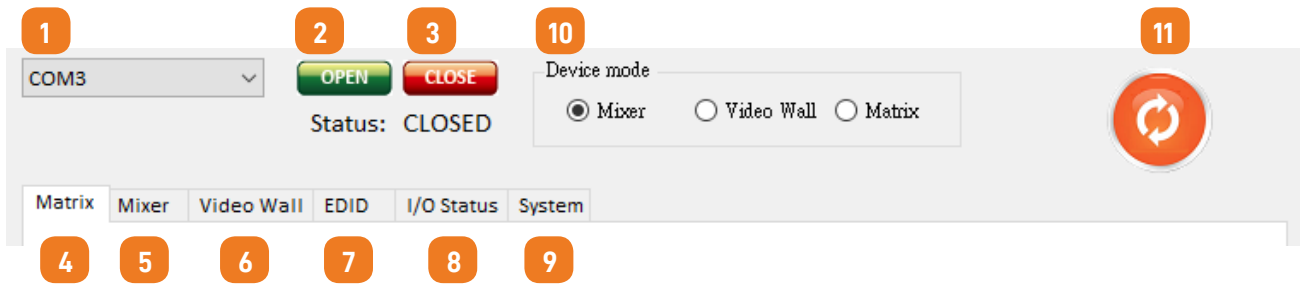 1 2 3 10 11
COM3 OPEN CLOSE Device mode
Mixer Video Wall Matrix
Status: CLOSED
Matrix Mixer Video Wall EDID I/O Status System
4 5 6 7 8 9